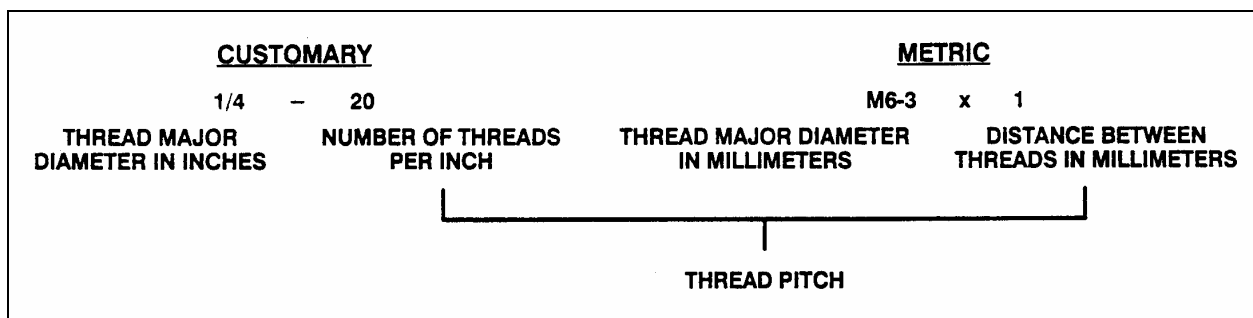 CUSTOMARY
1/4 – 20
THREAD MAJOR
DIAMETER IN INCHES
NUMBER OF THREADS
PER INCH
METRIC
M6-3 x 1
THREAD MAJOR DIAMETER
IN MILLIMETERS
DISTANCE BETWEEN
THREADS IN MILLIMETERS
THREAD PITCH